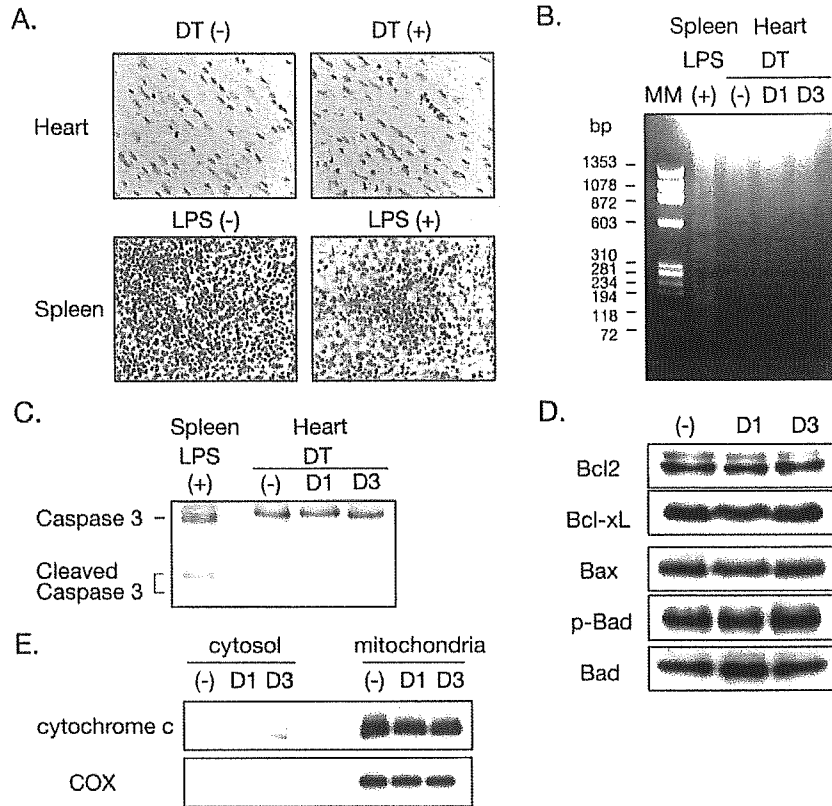 A.
DT (-) DT (+)
Heart
LPS (-) LPS (+)
Spleen
B.
Spleen Heart
LPS DT
MM (+) (-) D1 D3
bp
1353
1078
872
603
310
281
234
194
118
72
C.
Spleen Heart
LPS DT
(+) (-) D1 D3
Caspase 3
Cleaved
Caspase 3
D.
(-) D1 D3
Bcl2
Bcl-xL
Bax
p-Bad
Bad
E.
cytosol mitochondria
(-) D1 D3 (-) D1 D3
cytochrome c
COX